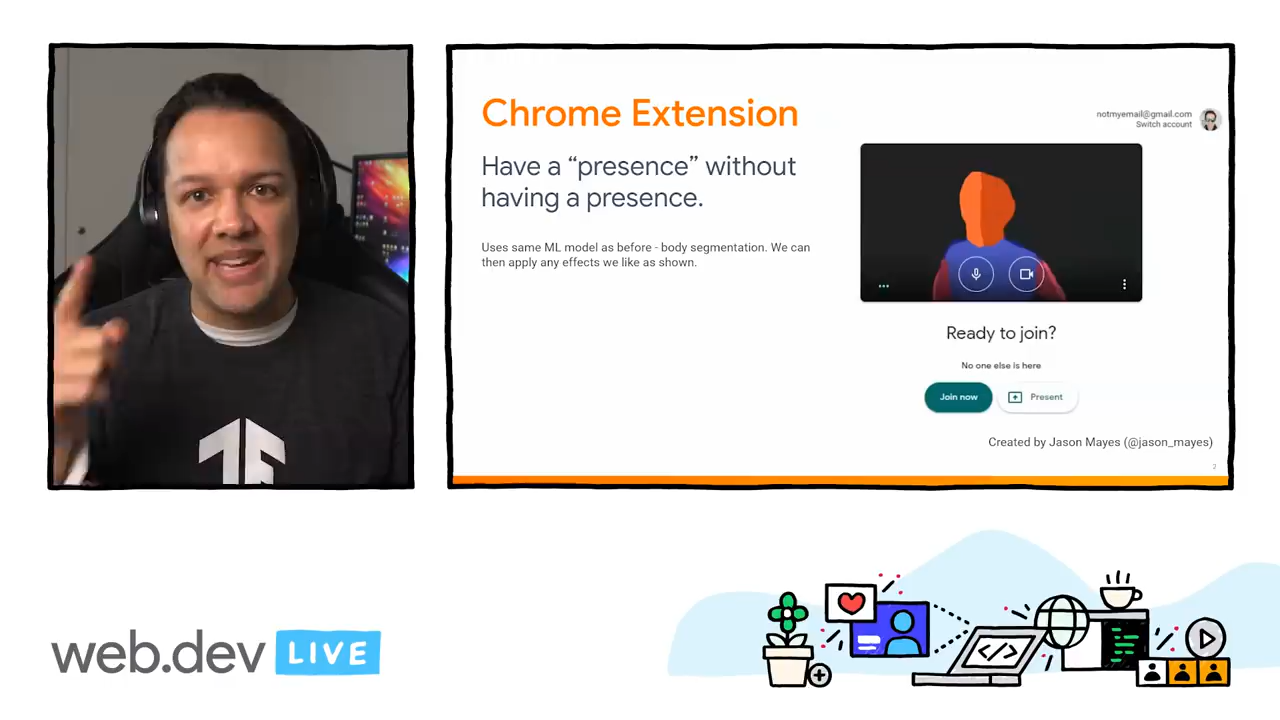 Chrome Extension
Have a “presence” without
having a presence.
Uses same ML model as before - body segmentation. We can
then apply any effects we like as shown.
notmyemail@gmail.com
Switch account
Ready to join?
No one else is here
Join now
Present
Created by Jason Mayes (@jason_mayes)
2
web.dev LIVE